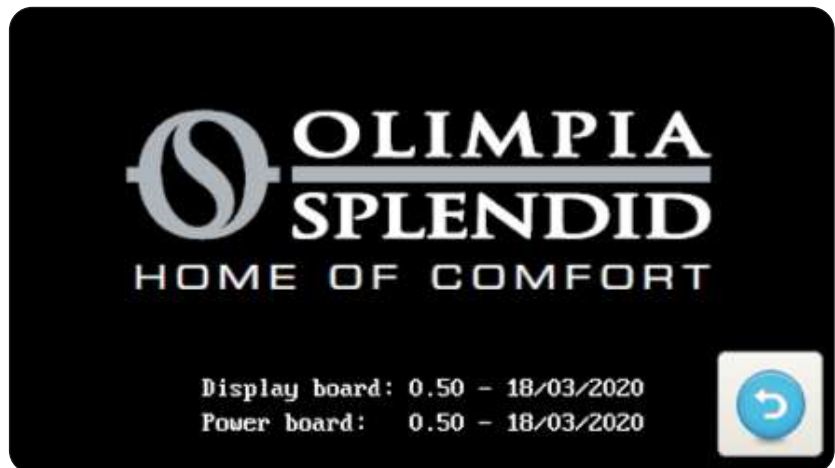 OLIMPIA
SPLENDID
HOME OF COMFORT
Display board: 0.50 - 18/03/2020
Power board: 0.50 - 18/03/2020